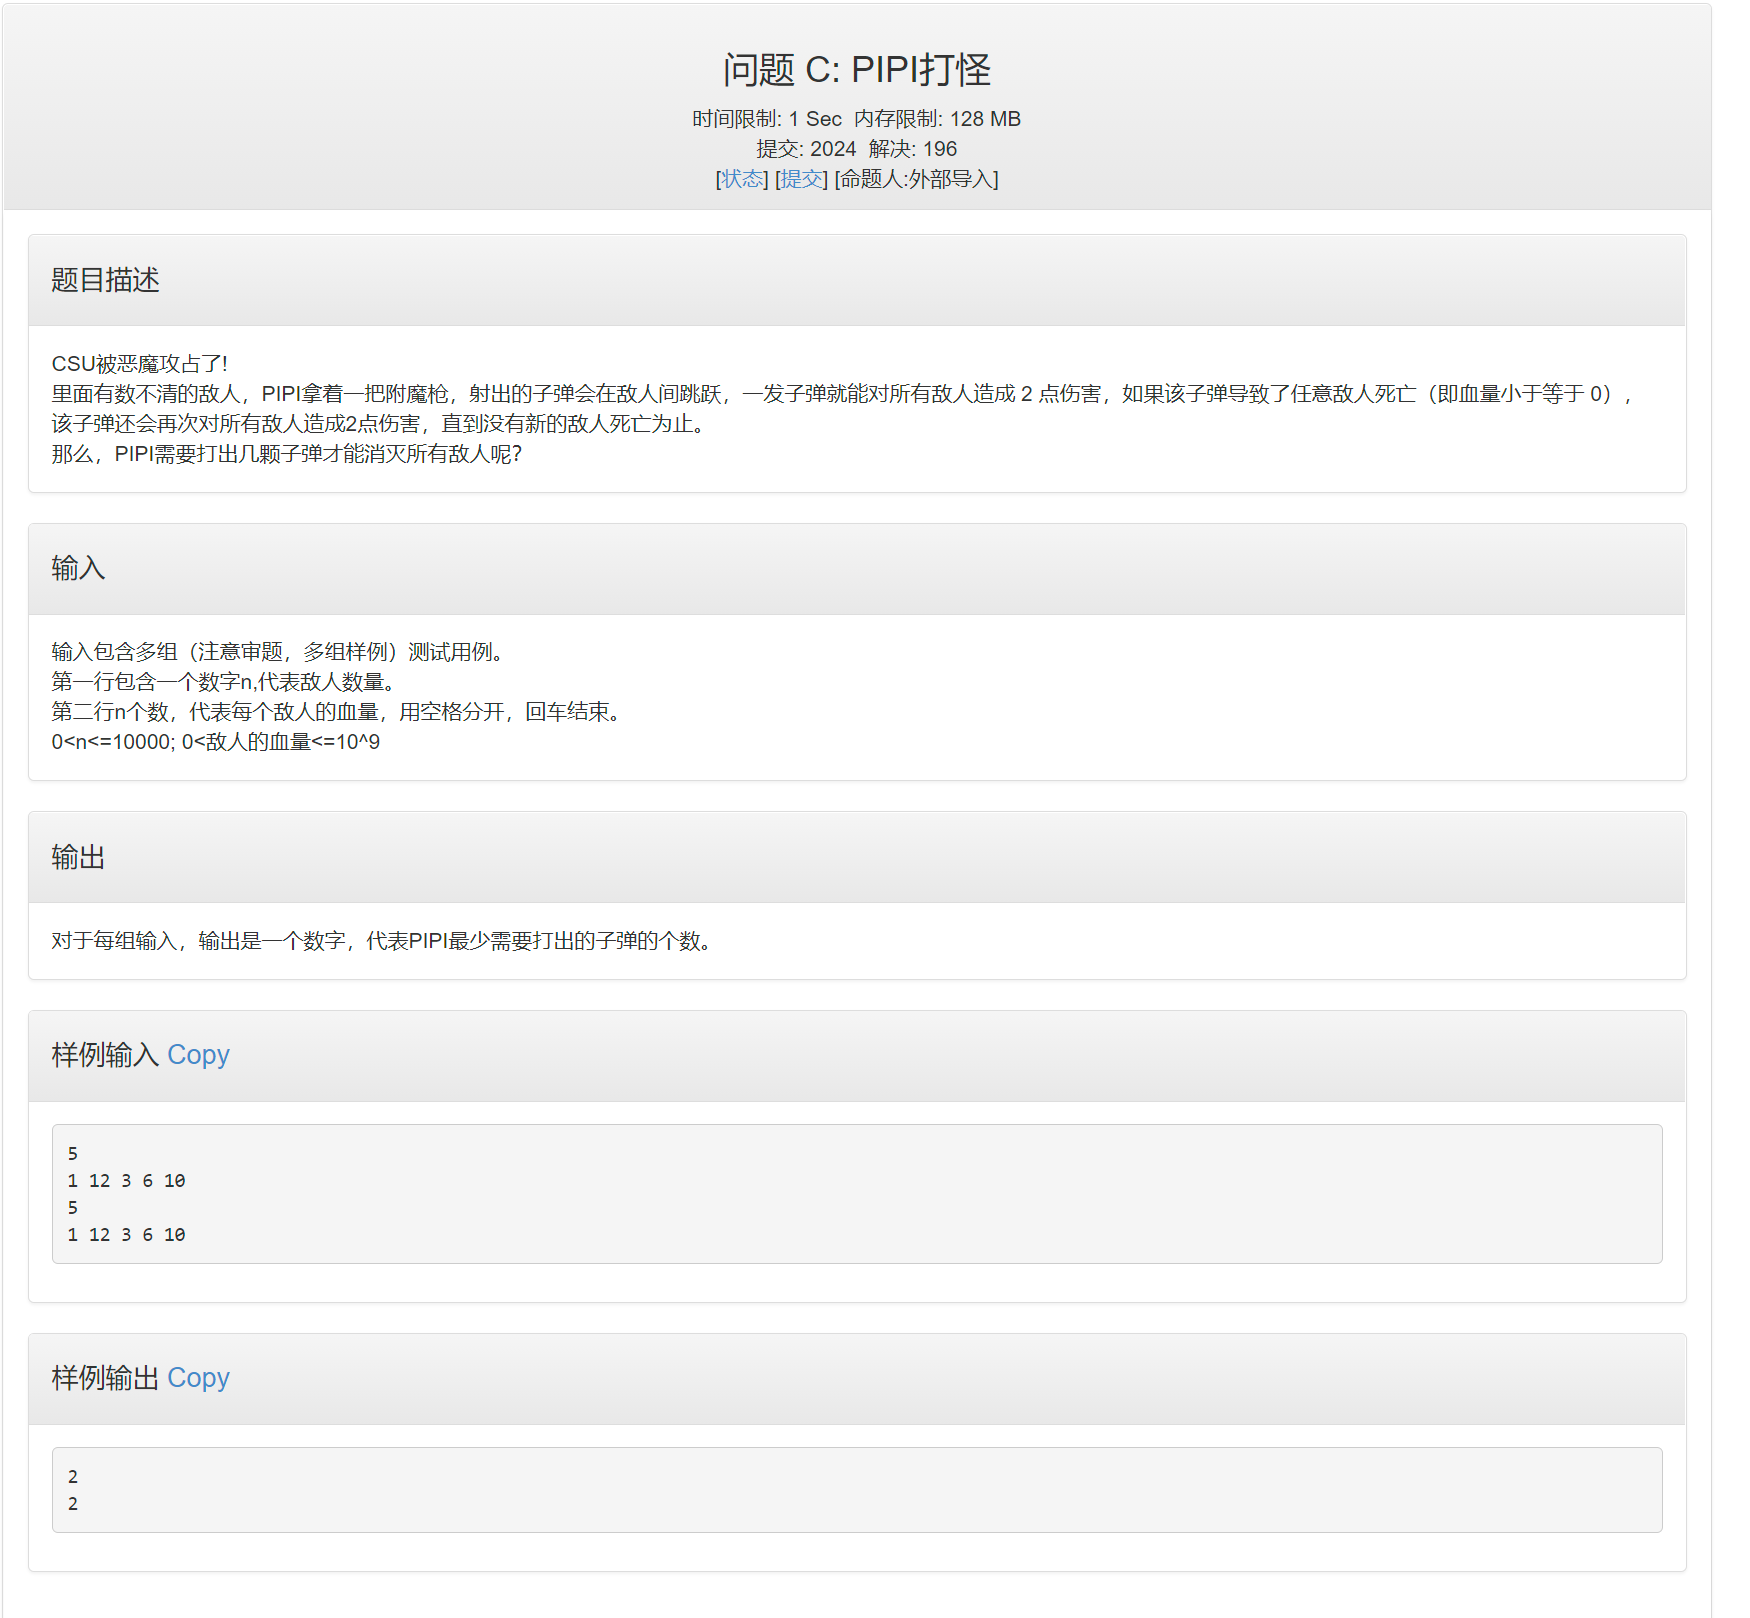 问题 C: PIPI打怪
时间限制: 1 Sec  内存限制: 128 MB
提交: 2024  解决: 196
[状态] [提交] [命题人:外部导入]
题目描述
CSU被恶魔攻占了!
里面有数不清的敌人，PIPI拿着一把附魔枪，射出的子弹会在敌人间跳跃，一发子弹就能对所有敌人造成 2 点伤害，如果该子弹导致了任意敌人死亡（即血量小于等于 0），
该子弹还会再次对所有敌人造成2点伤害，直到没有新的敌人死亡为止。
那么，PIPI需要打出几颗子弹才能消灭所有敌人呢？
输入
输入包含多组（注意审题，多组样例）测试用例。
第一行包含一个数字n,代表敌人数量。
第二行n个数，代表每个敌人的血量，用空格分开，回车结束。
0<n<=10000; 0<敌人的血量<=10^9
输出
对于每组输入，输出是一个数字，代表PIPI最少需要打出的子弹的个数。
样例输入 Copy
5
1 12 3 6 10
5
1 12 3 6 10
样例输出 Copy
2
2